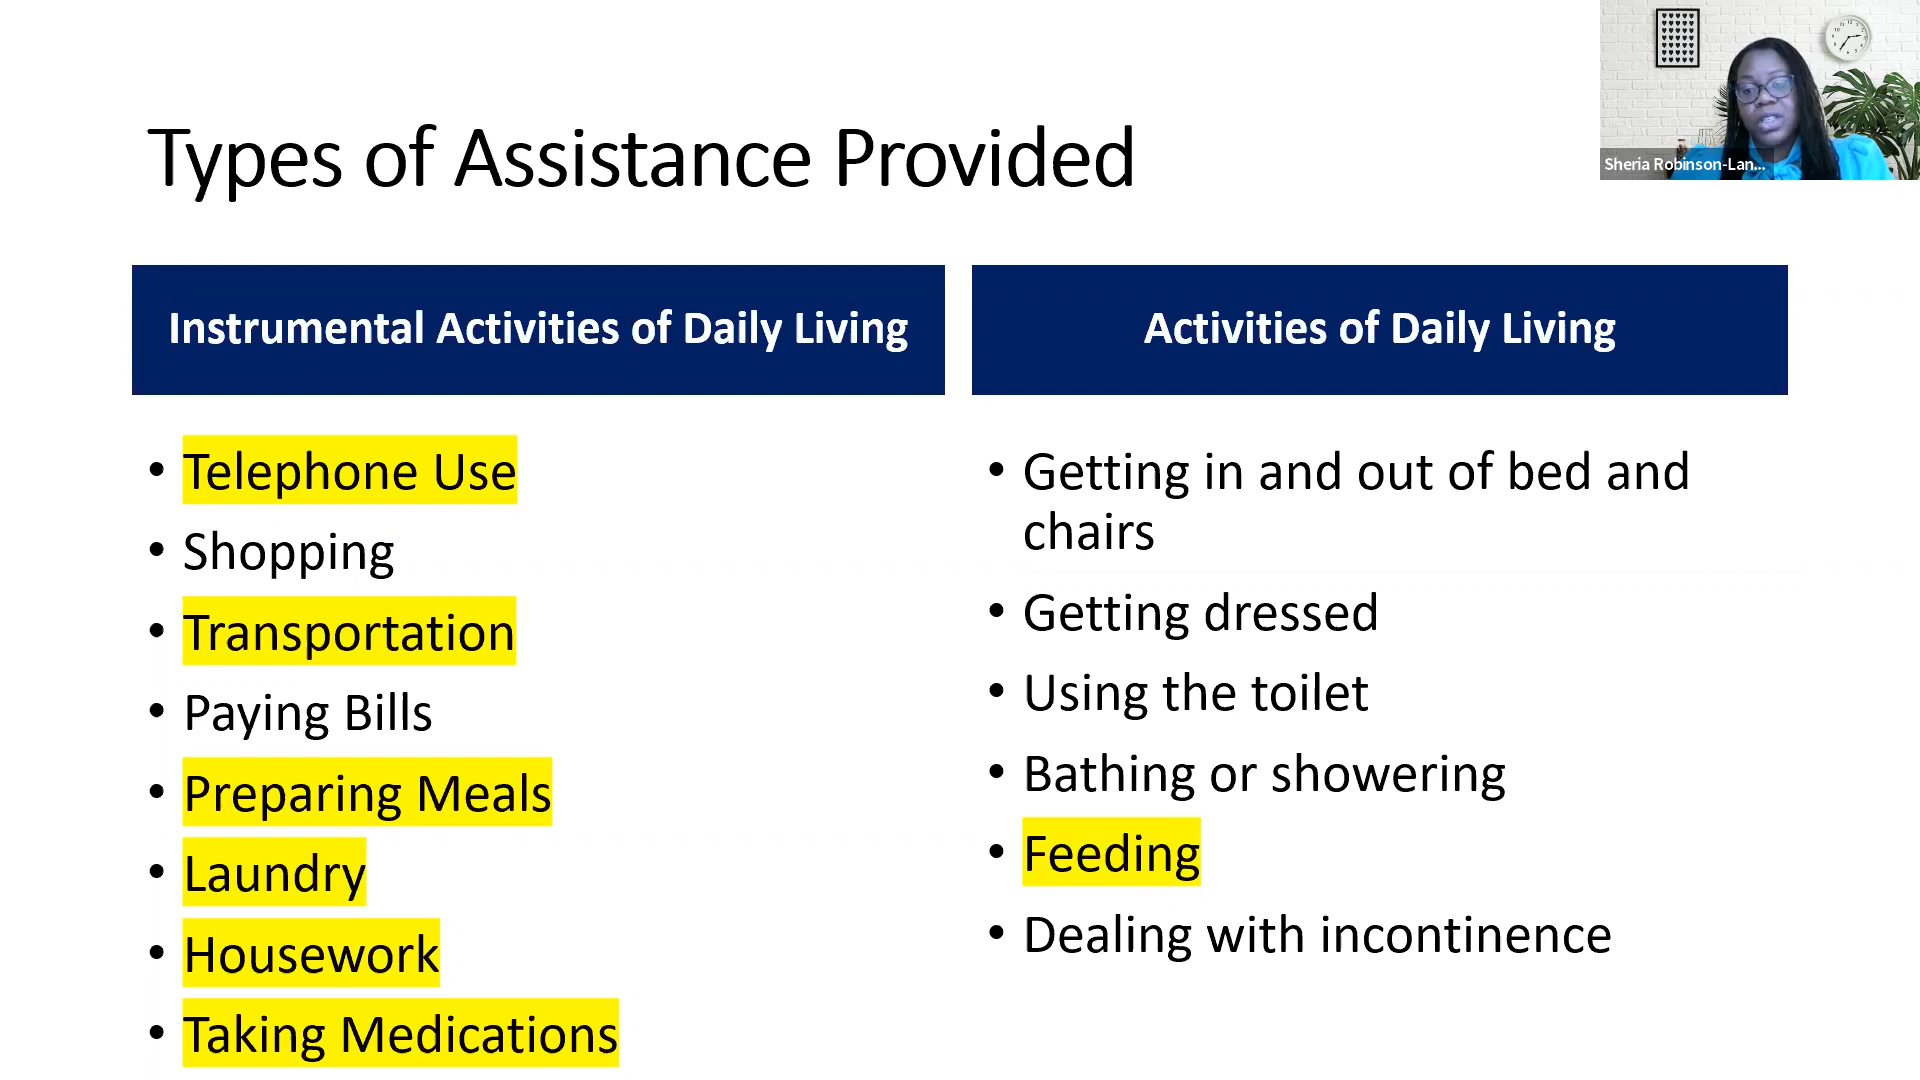 Types of Assistance Provided
Sheria Robinson-Lan...
Instrumental Activities of Daily Living
• Telephone Use
• Shopping
• Transportation
• Paying Bills
• Preparing Meals
• Laundry
• Housework
• Taking Medications
Activities of Daily Living
• Getting in and out of bed and
chairs
• Getting dressed
• Using the toilet
• Bathing or showering
• Feeding
• Dealing with incontinence